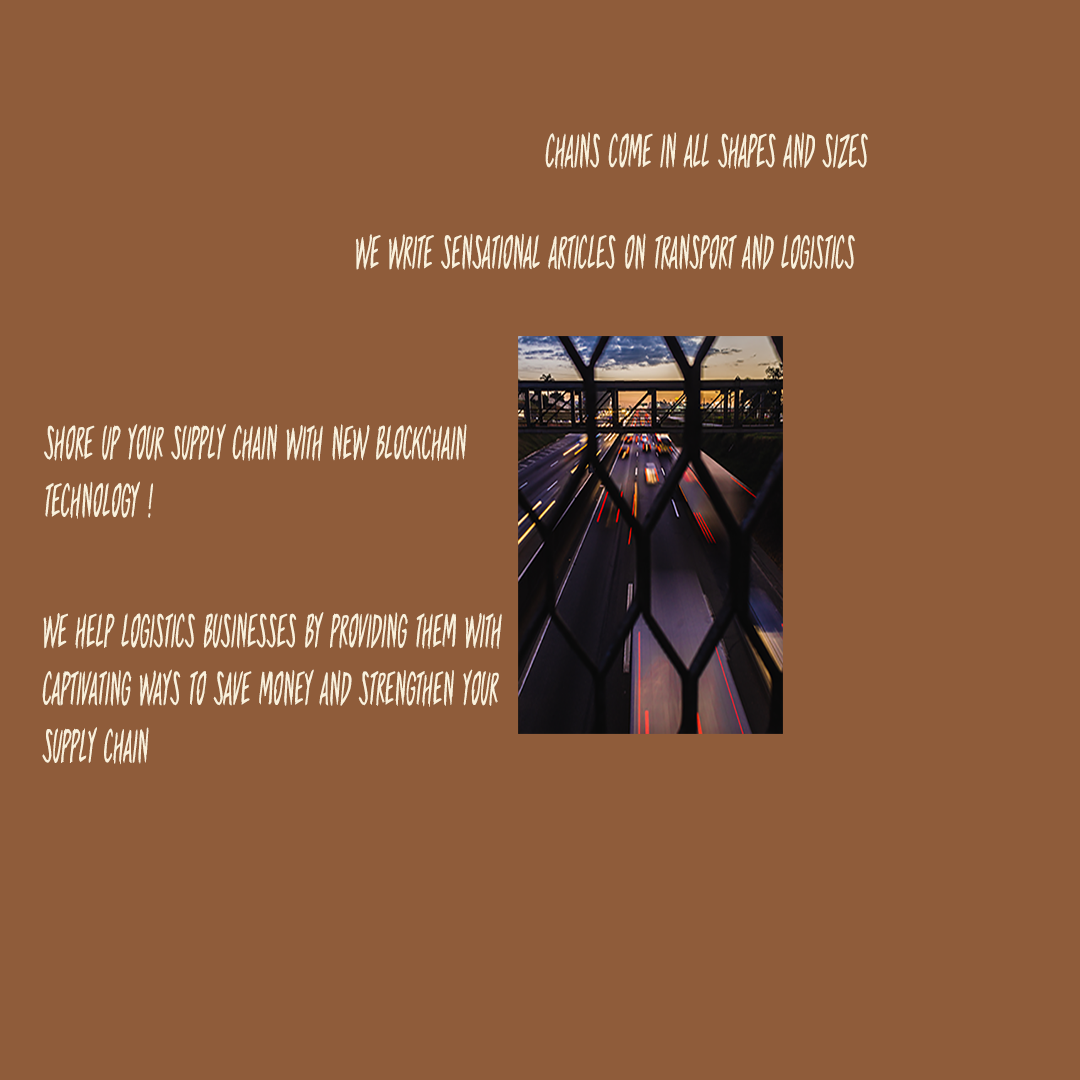 CHAINS COME IN ALL SHAPES AND SIZES
WE WRITE SENSATIONAL ARTICLES ON TRANSPORT AND LOGISTICS
SHORE UP YOUR SUPPLY CHAIN WITH NEW BLOCKCHAIN
TECHNOLOGY !
WE HELP LOGISTICS BUSINESSES BY PROVIDING THEM WITH
CAPTIVATING WAYS TO SAVE MONEY AND STRENGTHEN YOUR
SUPPLY CHAIN